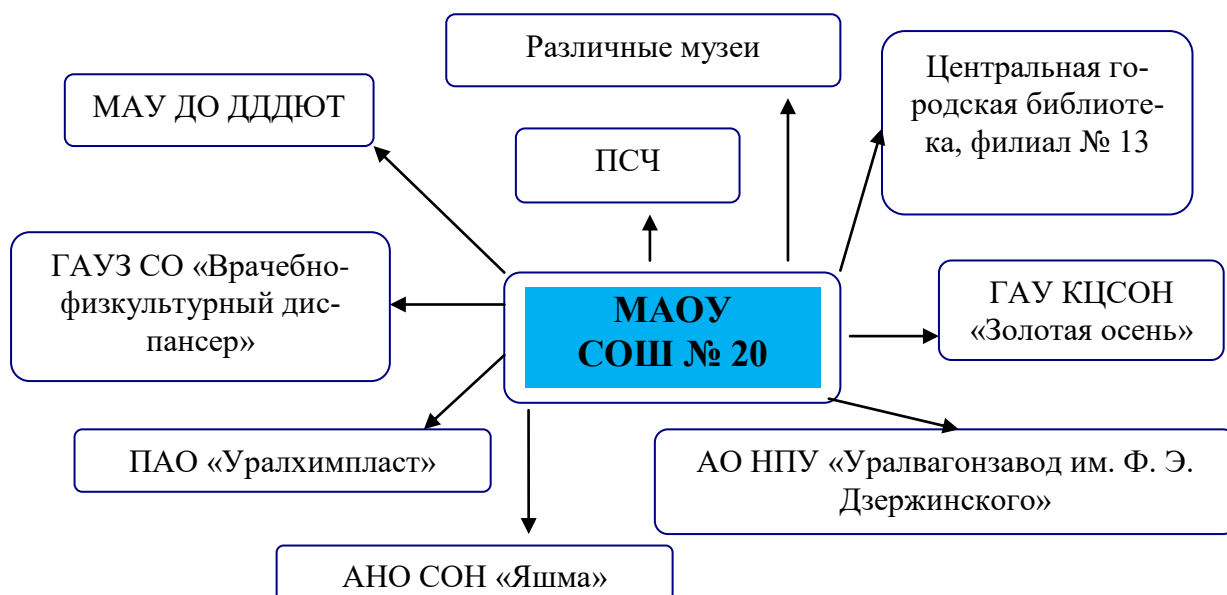 Различные музеи
Центральная го-
родская библиоте-
ка, филиал № 13
МАУ ДО ДДДЮТ
ПСЧ
ГАУЗ СО «Врачебно-
физкультурный дис-
пансер»
МАОУ
СОШ № 20
ГАУ КЦСОН
«Золотая осень»
ПАО «Уралхимпласт»
АО НПУ «Уралвагонзавод им. Ф. Э.
Дзержинского»
АНО СОН «Яшма»